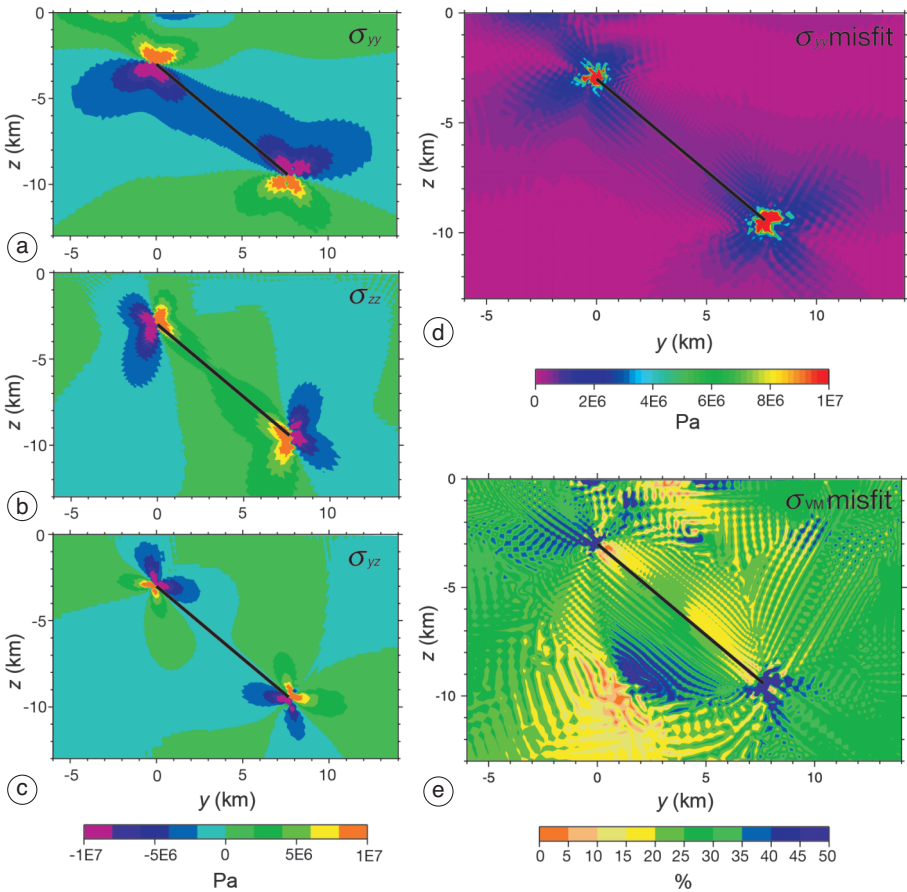 σyy
0
-5
-10
z (km)
-5 0 5 10
a
σzz
0
-5
-10
z (km)
-5 0 5 10
b
σyz
0
-5
-10
z (km)
-5 0 5 10
y (km)
c
-1E7 -5E6 0 5E6 1E7
Pa
σyy misfit
0
-5
-10
z (km)
-5 0 5 10
y (km)
d
0 2E6 4E6 6E6 8E6 1E7
Pa
σVM misfit
0
-5
-10
z (km)
-5 0 5 10
y (km)
e
0 5 10 15 20 25 30 35 40 45 50
%